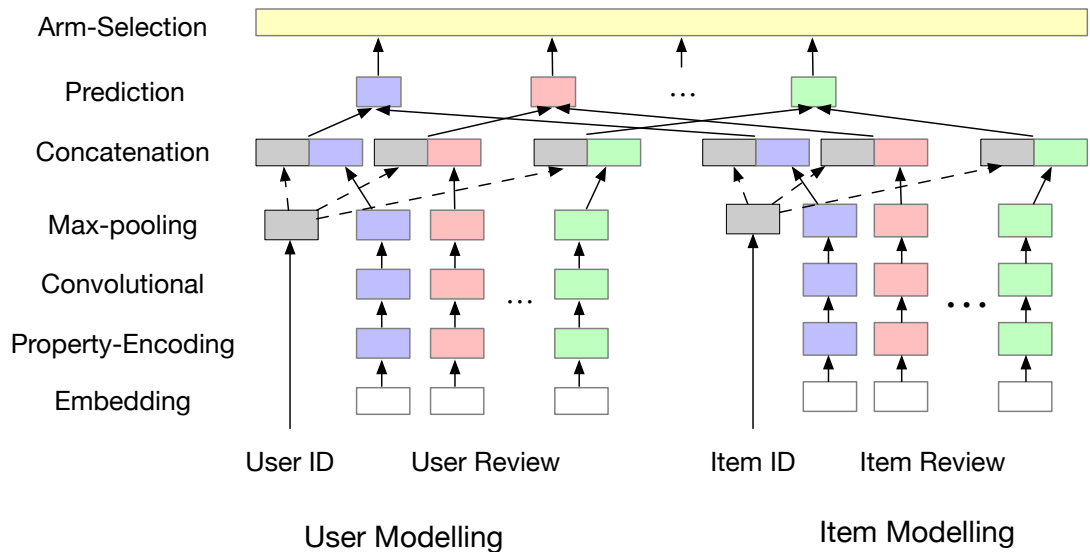 Arm-Selection
Prediction
...
Concatenation
Max-pooling
Convolutional
...
...
Property-Encoding
Embedding
User ID
User Review
Item ID
Item Review
User Modelling
Item Modelling